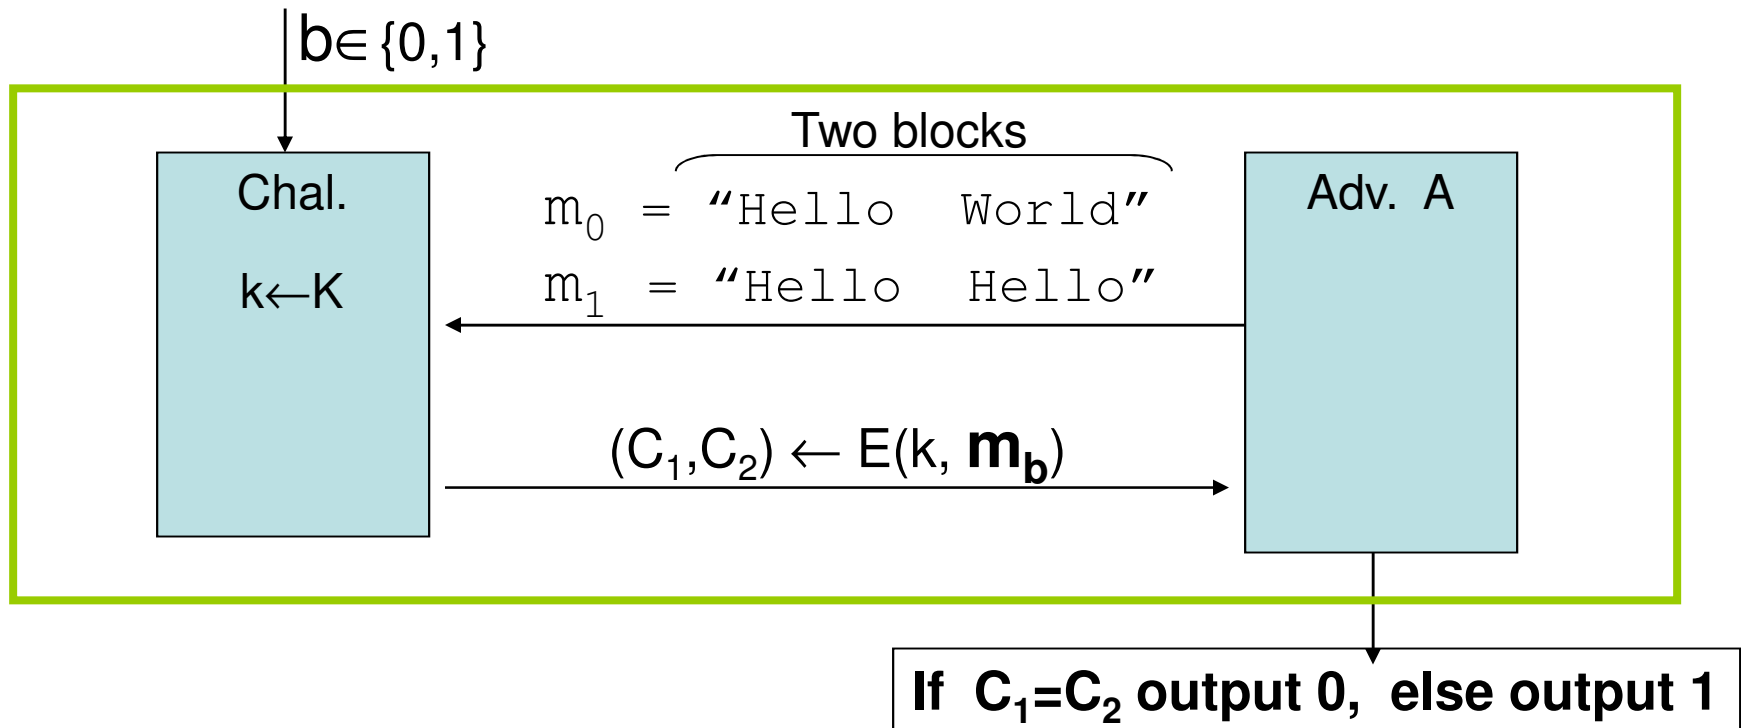 b∈{0,1}
Two blocks
Chal.
m₀ = “Hello World”
Adv. A
k←K
m₁ = “Hello Hello”
(C₁,C₂) ← E(k, m_b)
If C₁=C₂ output 0, else output 1